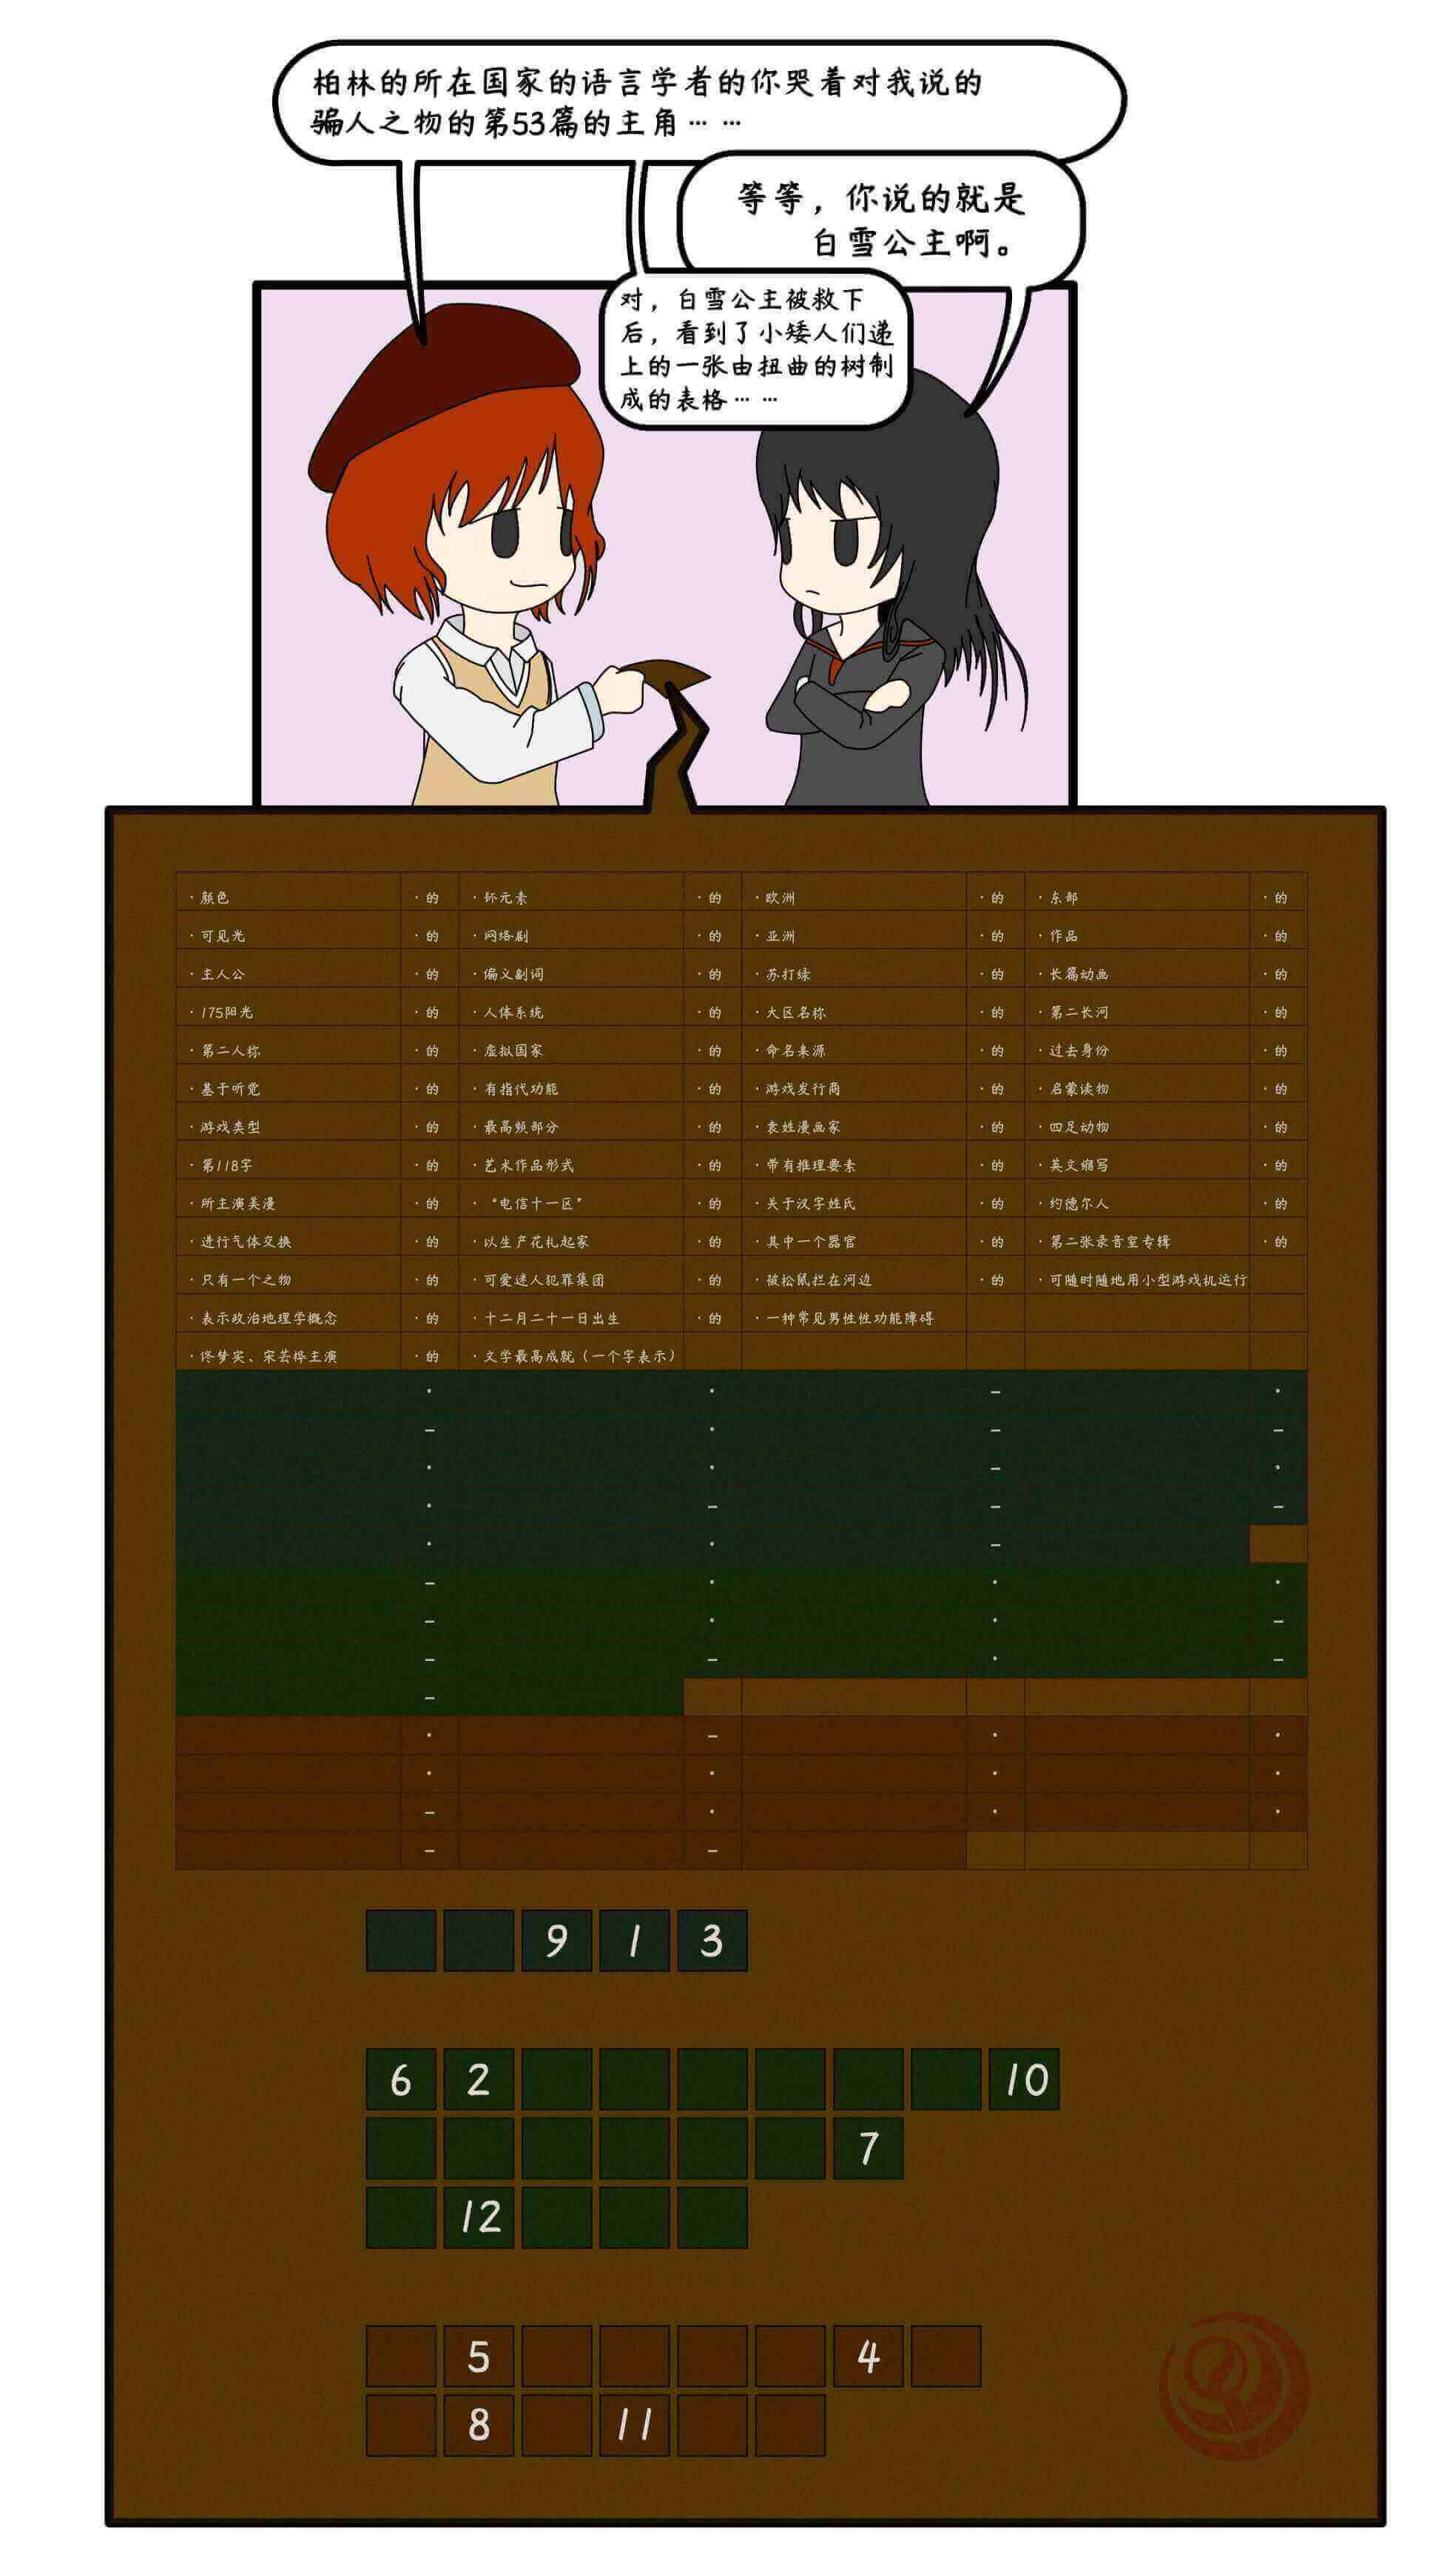 柏林的所在国家的语言学者的你哭着对我说的
骗人之物的第53篇的主角……
等等，你说的就是
白雪公主啊。
对，白雪公主被救下
后，看到了小矮人们递
上的一张由扭曲的树制
成的表格……
·颜色 ·的 ·钚元素 ·的 ·欧洲 ·的 ·东部 ·的
·可见光 ·的 ·网络剧 ·的 ·亚洲 ·的 ·作品 ·的
·主人公 ·的 ·偏义副词 ·的 ·苏打绿 ·的 ·长篇动画 ·的
·175阳光 ·的 ·人体系统 ·的 ·大区名称 ·的 ·第二长河 ·的
·第二人称 ·的 ·虚拟国家 ·的 ·命名来源 ·的 ·过去身份 ·的
·基于听觉 ·的 ·有指代功能 ·的 ·游戏发行商 ·的 ·启蒙读物 ·的
·游戏类型 ·的 ·最高频部分 ·的 ·袁姓漫画家 ·的 ·四足动物 ·的
·第118字 ·的 ·艺术作品形式 ·的 ·带有推理要素 ·的 ·英文缩写 ·的
·所主演美漫 ·的 ·“电信十一区” ·的 ·关于汉字姓氏 ·的 ·约德尔人 ·的
·进行气体交换 ·的 ·以生产花札起家 ·的 ·其中一个器官 ·的 ·第二张录音室专辑 ·的
·只有一个之物 ·的 ·可爱迷人犯罪集团 ·的 ·被松鼠拦在河边 ·的 ·可随时随地用小型游戏机运行
·表示政治地理学概念 ·的 ·十二月二十一日出生 ·的 ·一种常见男性性功能障碍
·佟梦实、宋芸桦主演 ·的 ·文学最高成就（一个字表示）
· · – ·
– · – –
· · – ·
· – – –
· · –
– · · ·
– · · –
– – · –
–
· – · ·
· · · ·
– · · ·
– –
9 1 3
6 2 10
7
12
5 4
8 11